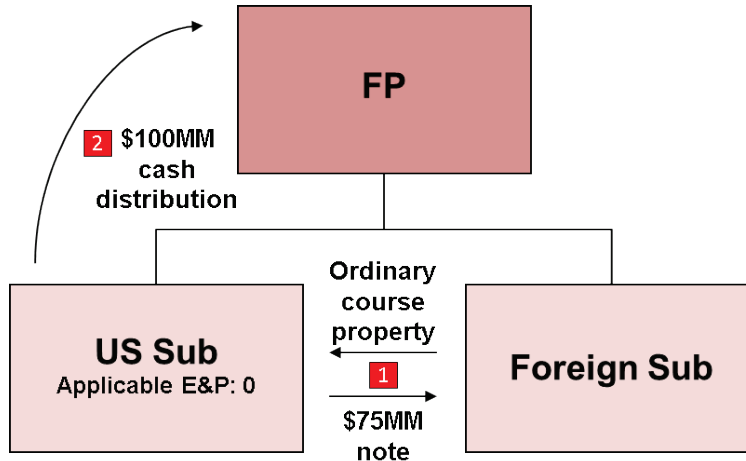 FP
2 $100MM
cash
distribution
Ordinary
course
property
US Sub
Applicable E&P: 0
1
Foreign Sub
$75MM
note